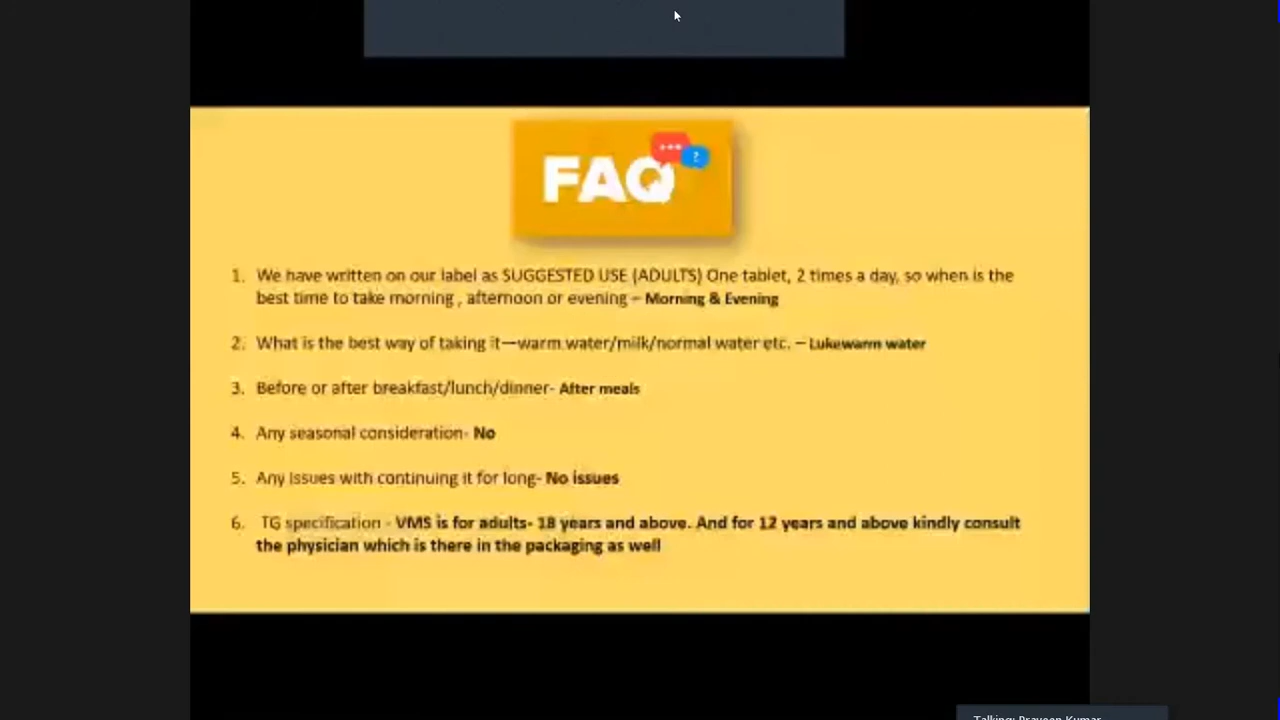 FAQ
1. We have written on our label as SUGGESTED USE (ADULTS) One tablet, 2 times a day, so when is the
best time to take morning , afternoon or evening – Morning & Evening
2. What is the best way of taking it—warm water/milk/normal water etc. – Lukewarm water
3. Before or after breakfast/lunch/dinner- After meals
4. Any seasonal consideration- No
5. Any issues with continuing it for long- No issues
6. TG specification - VMS is for adults- 18 years and above. And for 12 years and above kindly consult
the physician which is there in the packaging as well
Talking: Praveen Kumar